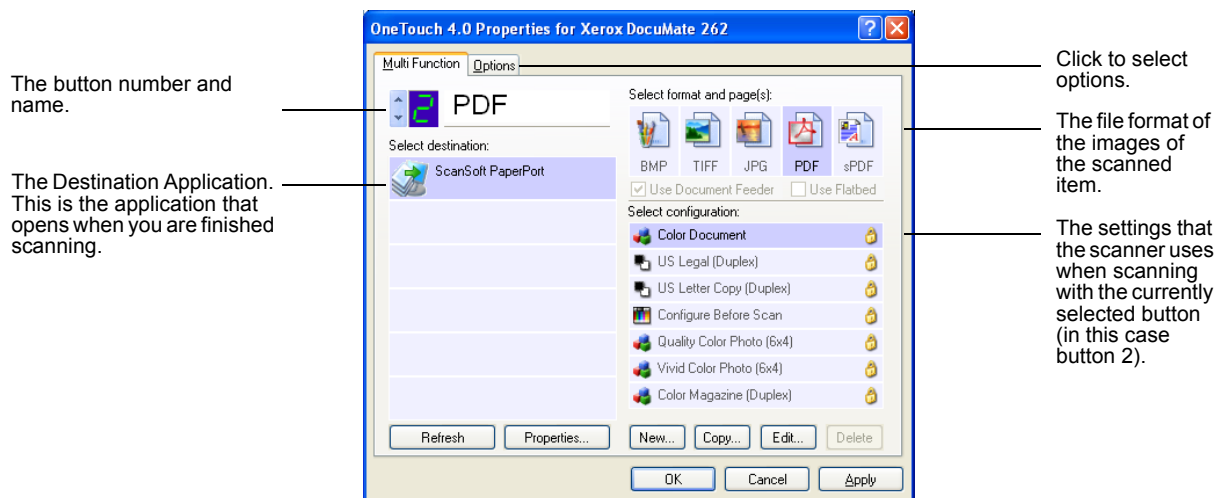 OneTouch 4.0 Properties for Xerox DocuMate 262
Multi Function
Options
Click to select
options.
The button number and
name.
2
PDF
Select format and page(s):
BMP
TIFF
JPG
PDF
sPDF
The file format of
the images of
the scanned
item.
Select destination:
ScanSoft PaperPort
The Destination Application.
This is the application that
opens when you are finished
scanning.
Use Document Feeder
Use Flatbed
Select configuration:
Color Document
US Legal (Duplex)
US Letter Copy (Duplex)
Configure Before Scan
Quality Color Photo (6x4)
Vivid Color Photo (6x4)
Color Magazine (Duplex)
The settings that
the scanner uses
when scanning
with the currently
selected button
(in this case
button 2).
Refresh
Properties...
New...
Copy...
Edit...
Delete
OK
Cancel
Apply